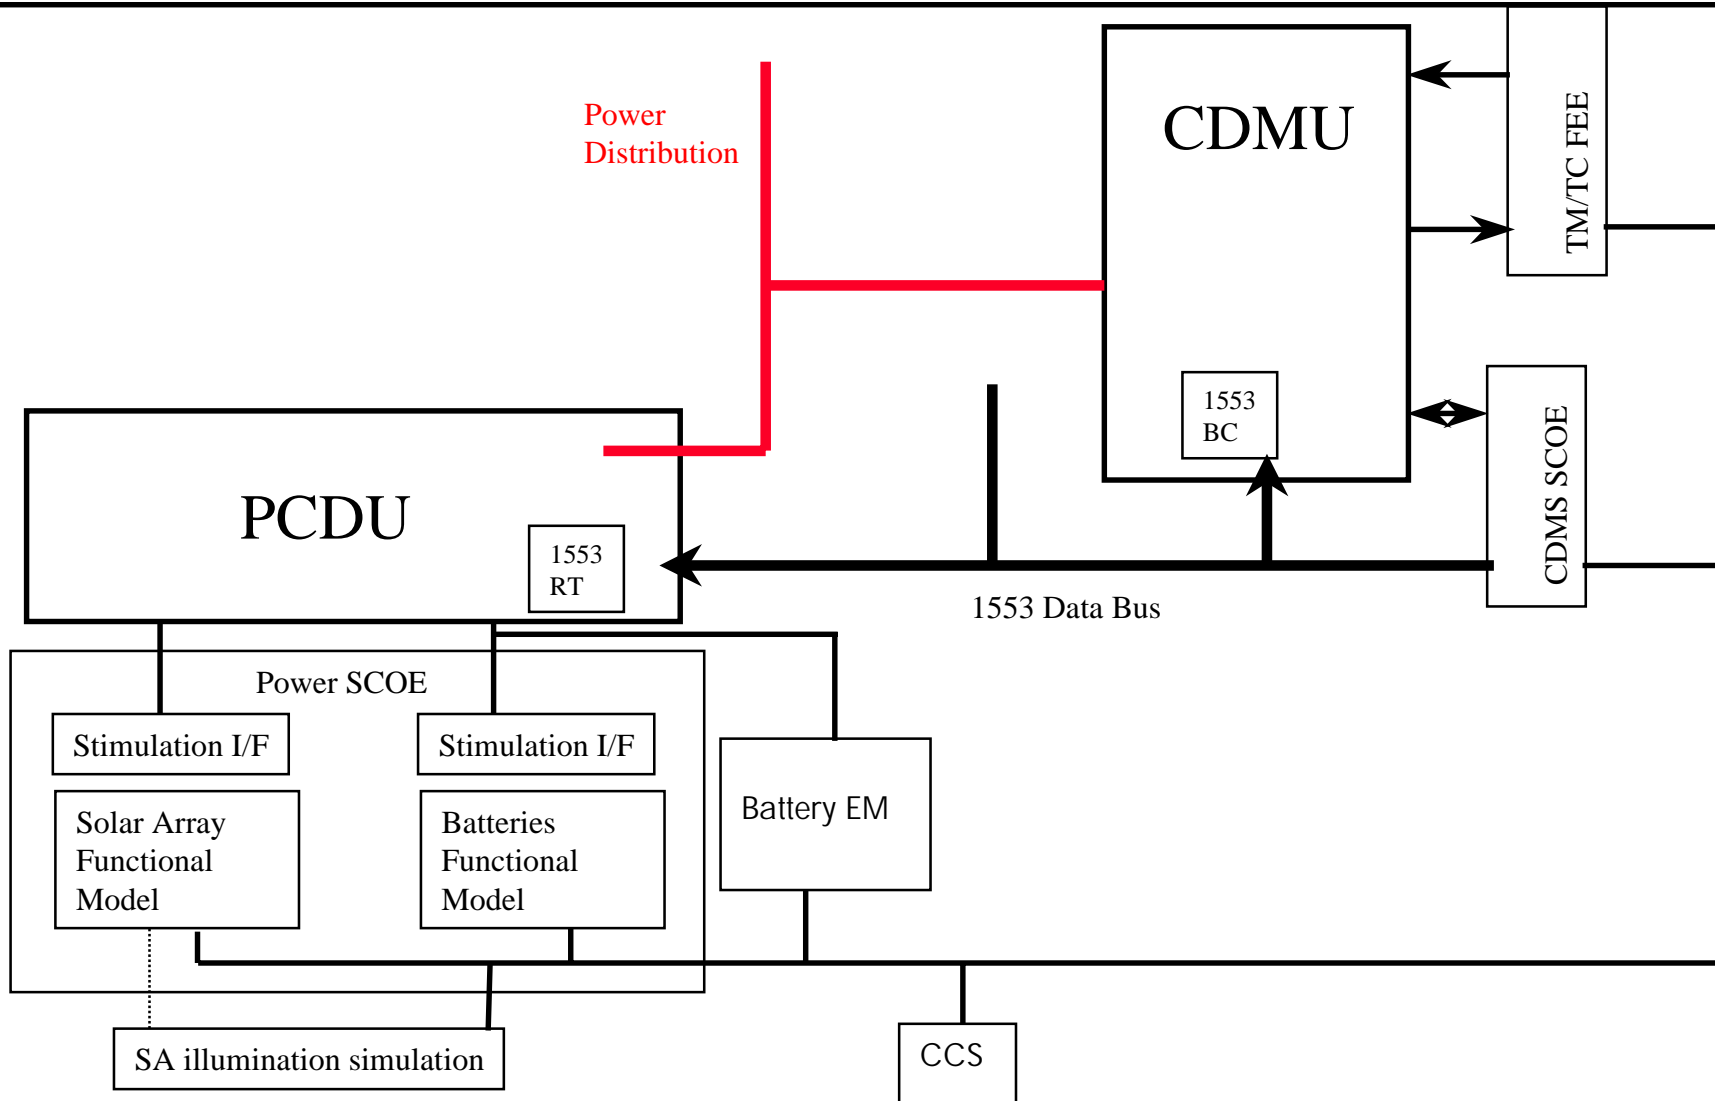 Power
Distribution
CDMU
TM/TC FEE
1553
BC
CDMS SCOE
PCDU
1553
RT
1553 Data Bus
Power SCOE
Stimulation I/F
Stimulation I/F
Solar Array
Functional
Model
Batteries
Functional
Model
Battery EM
SA illumination simulation
CCS